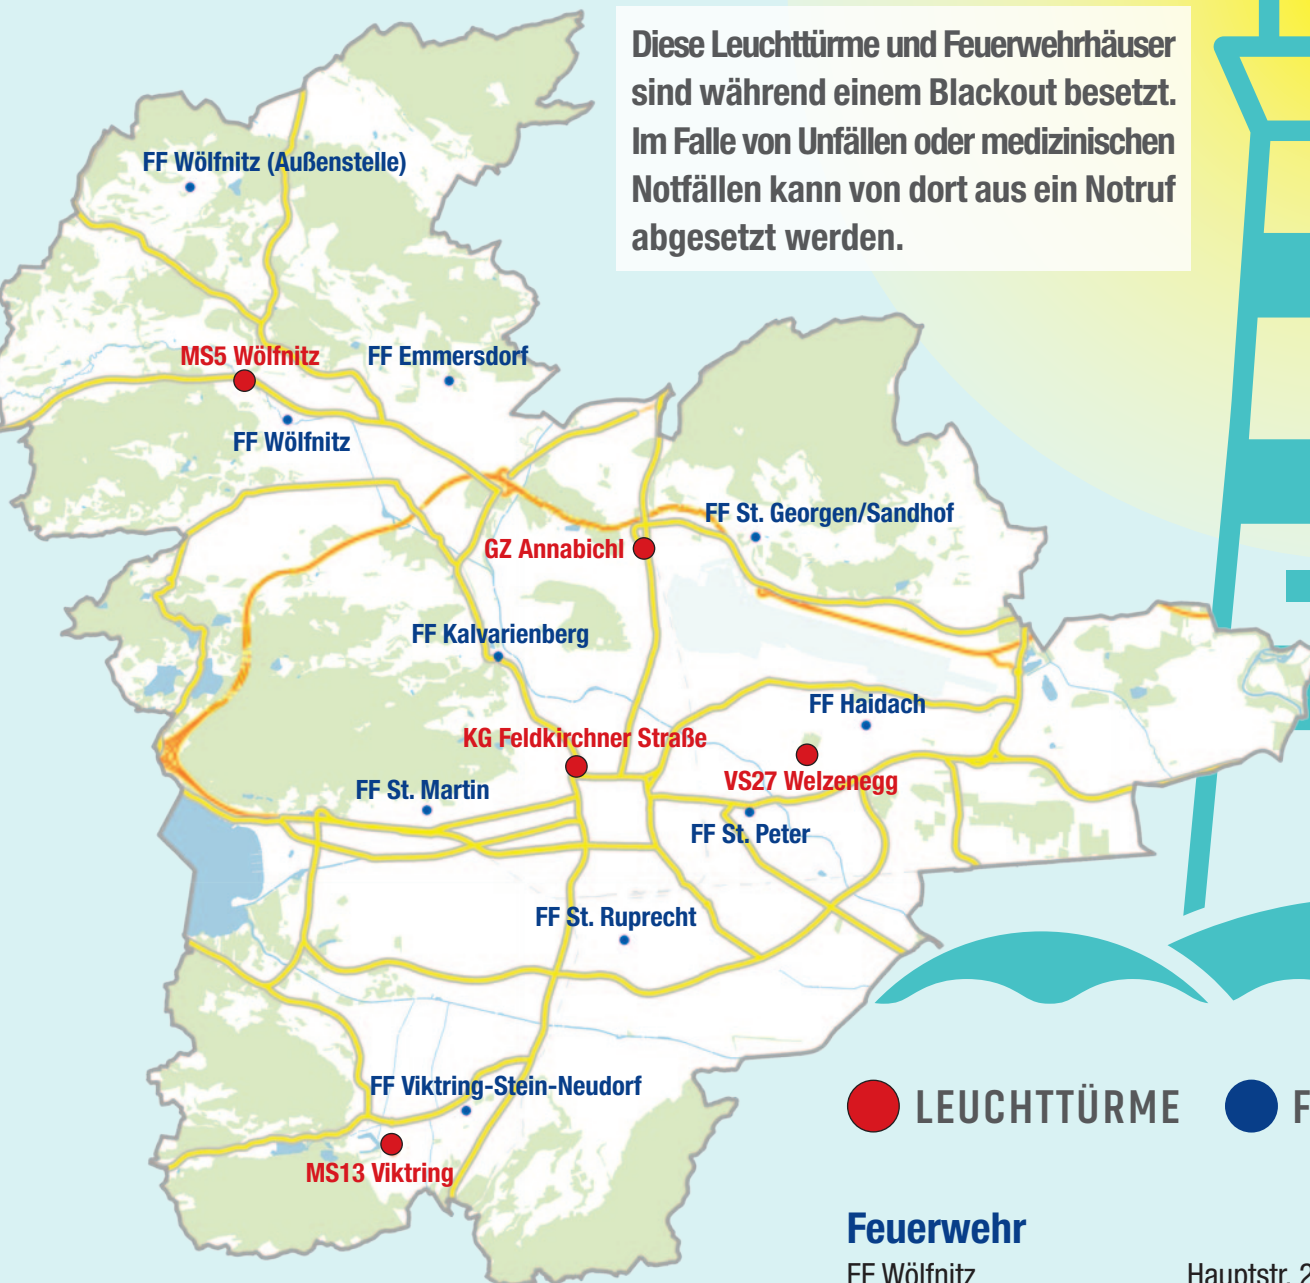 Diese Leuchttürme und Feuerwehrhäuser
sind während einem Blackout besetzt.
Im Falle von Unfällen oder medizinischen
Notfällen kann von dort aus ein Notruf
abgesetzt werden.
FF Wölfnitz (Außenstelle)
MS5 Wölfnitz
FF Emmersdorf
FF Wölfnitz
FF St. Georgen/Sandhof
GZ Annabichl
FF Kalvarienberg
FF Haidach
KG Feldkirchner Straße
VS27 Welzenegg
FF St. Martin
FF St. Peter
FF St. Ruprecht
FF Viktring-Stein-Neudorf
MS13 Viktring
LEUCHTTÜRME F
Feuerwehr
FF Wölfnitz Hauptstr. 2